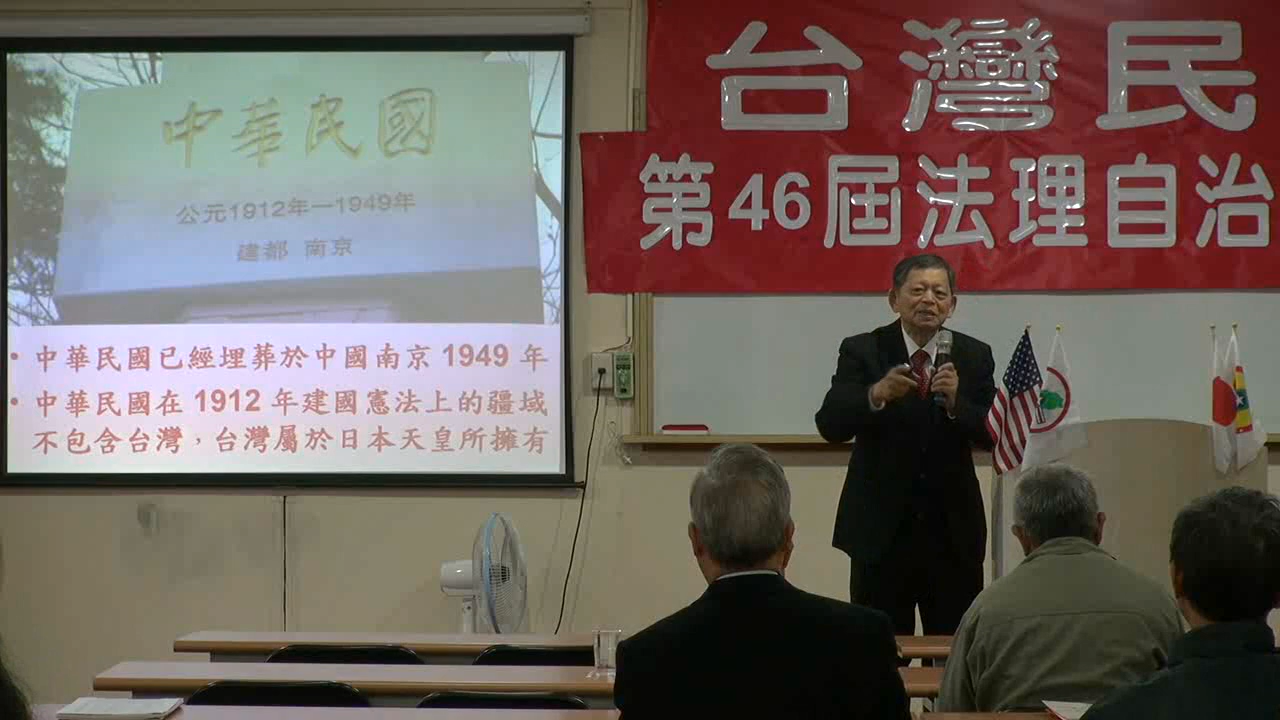 中華民國
公元1912年—1949年
建都 南京
• 中華民國已經埋葬於中國南京 1949 年
• 中華民國在 1912 年建國憲法上的疆域
不包含台灣，台灣屬於日本天皇所擁有
台灣民
第46屆法理自治